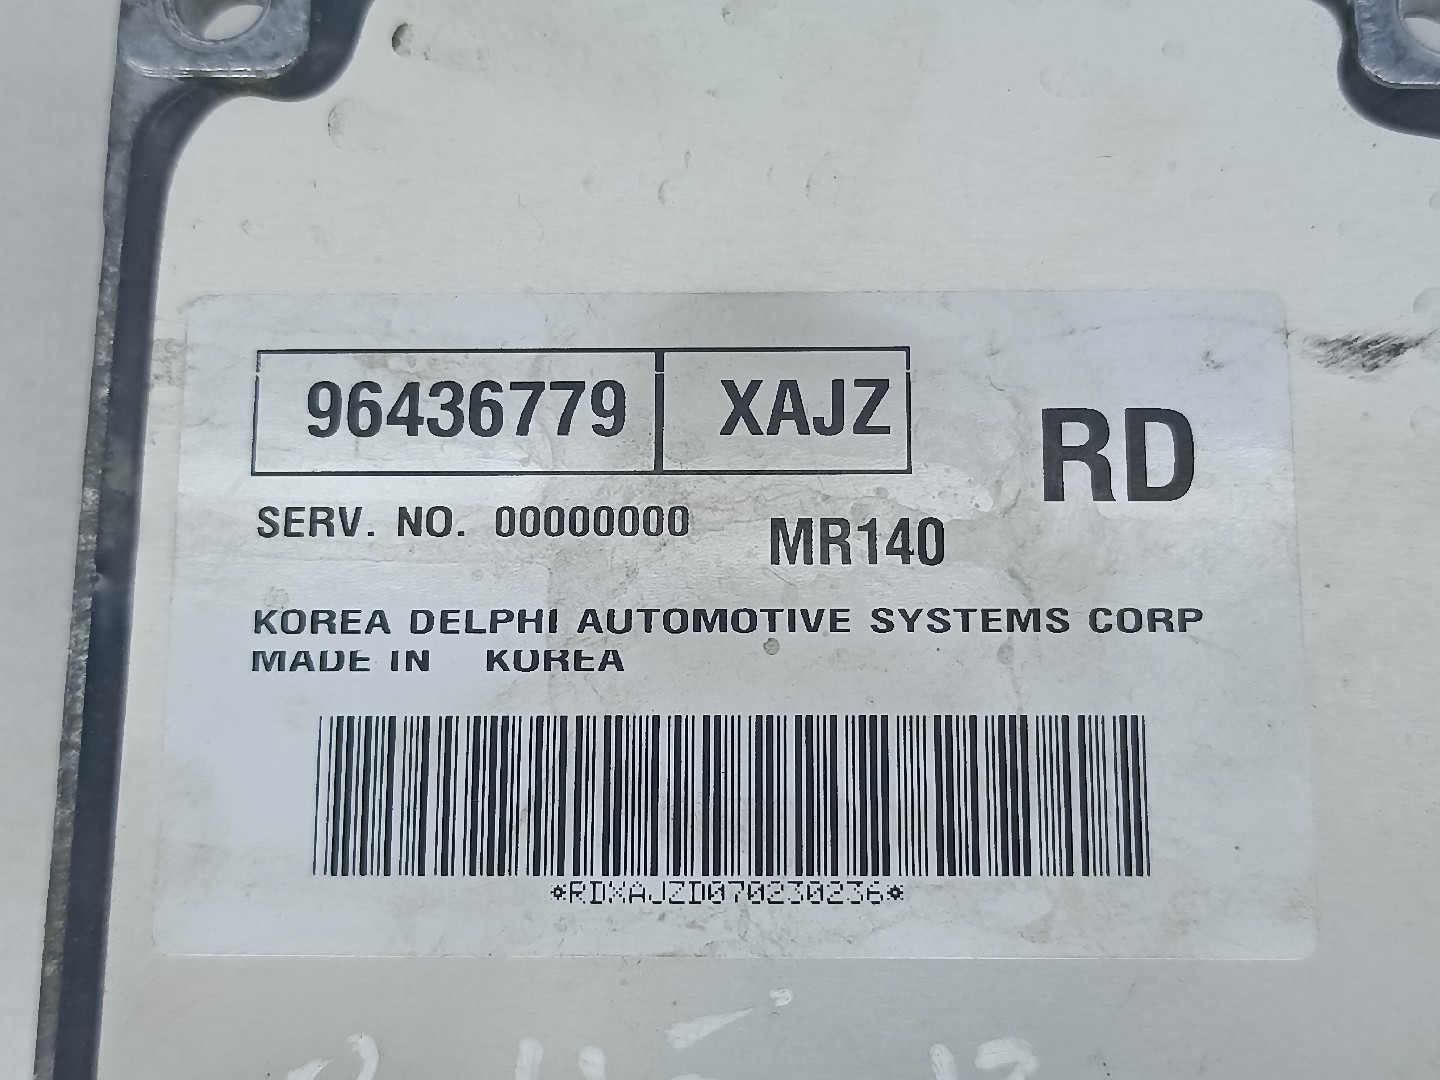 96436779 XAJZ
RD
SERV. NO. 00000000 MR140
KOREA DELPHI AUTOMOTIVE SYSTEMS CORP
MADE IN KOREA
*RDXAJZD070230236*